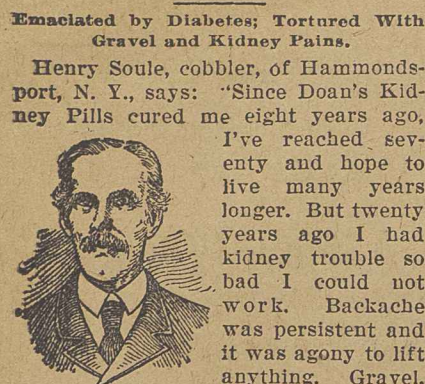 Emaciated by Diabetes; Tortured With
Gravel and Kidney Pains.
Henry Soule, cobbler, of Hammonds-
port, N. Y., says: "Since Doan's Kid-
ney Pills cured me eight years ago,
I've reached sev-
enty and hope to
live many years
longer. But twenty
years ago I had
kidney trouble so
bad I could not
work. Backache
was persistent and
it was agony to lift
anything. Gravel,